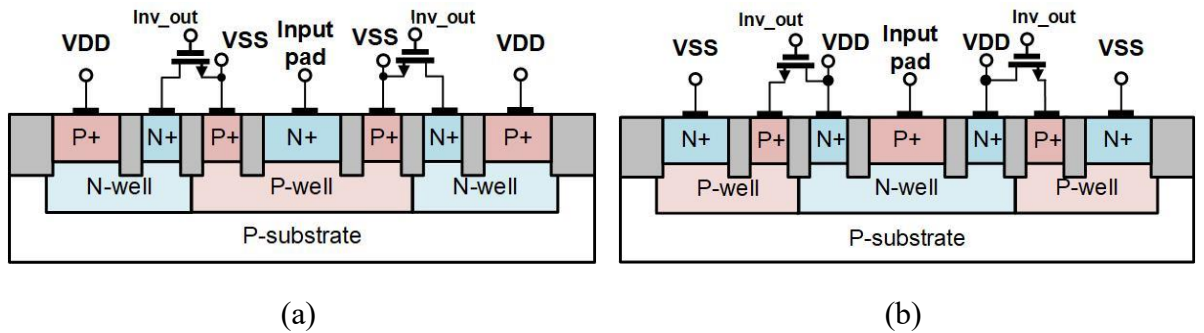 Inv_out
Input
pad
Inv_out
VDD
VSS
VSS
VDD
P+
N+
P+
N+
P+
N+
P+
N-well
P-well
N-well
P-substrate
(a)
Inv_out
Input
pad
Inv_out
VSS
VDD
VDD
VSS
N+
P+
N+
P+
N+
P+
N+
P-well
N-well
P-well
P-substrate
(b)